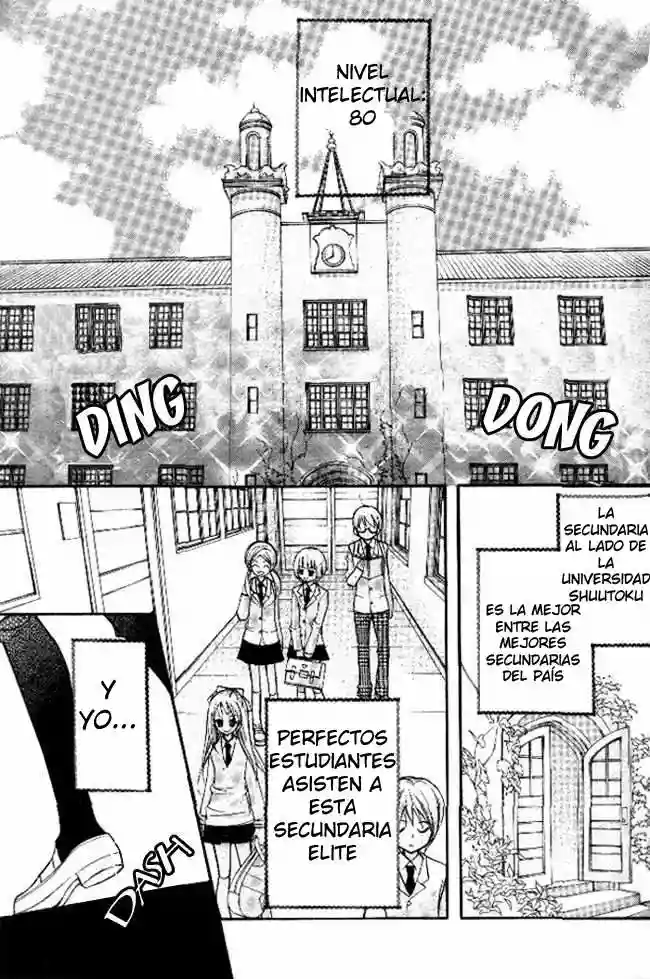 NIVEL
INTELECTUAL:
80
DING
DONG
LA
SECUNDARIA
AL LADO DE
LA
UNIVERSIDAD
SHUUTOKU
ES LA MEJOR
ENTRE LAS
MEJORES
SECUNDARIAS
DEL PAÍS
PERFECTOS
ESTUDIANTES
ASISTEN A
ESTA
SECUNDARIA
ELITE
Y
YO...
DASH